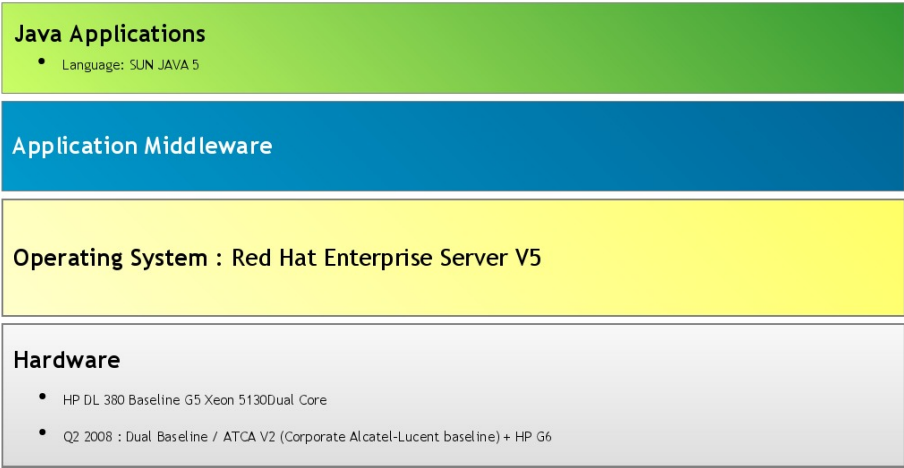 Java Applications
• Language: SUN JAVA 5
Application Middleware
Operating System : Red Hat Enterprise Server V5
Hardware
• HP DL 380 Baseline G5 Xeon 5130Dual Core
• Q2 2008 : Dual Baseline / ATCA V2 (Corporate Alcatel-Lucent baseline) + HP G6